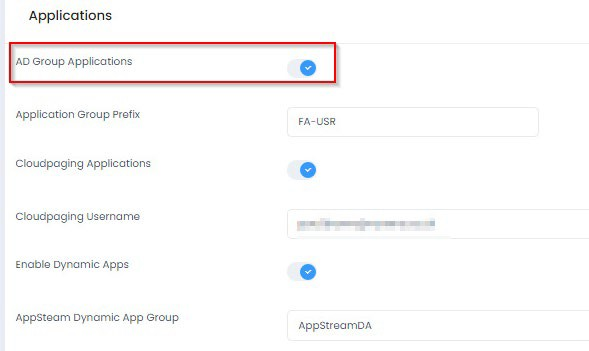 Applications
AD Group Applications
Application Group Prefix
FA-USR
Cloudpaging Applications
Cloudpaging Username
Enable Dynamic Apps
AppSteam Dynamic App Group
AppStreamDA